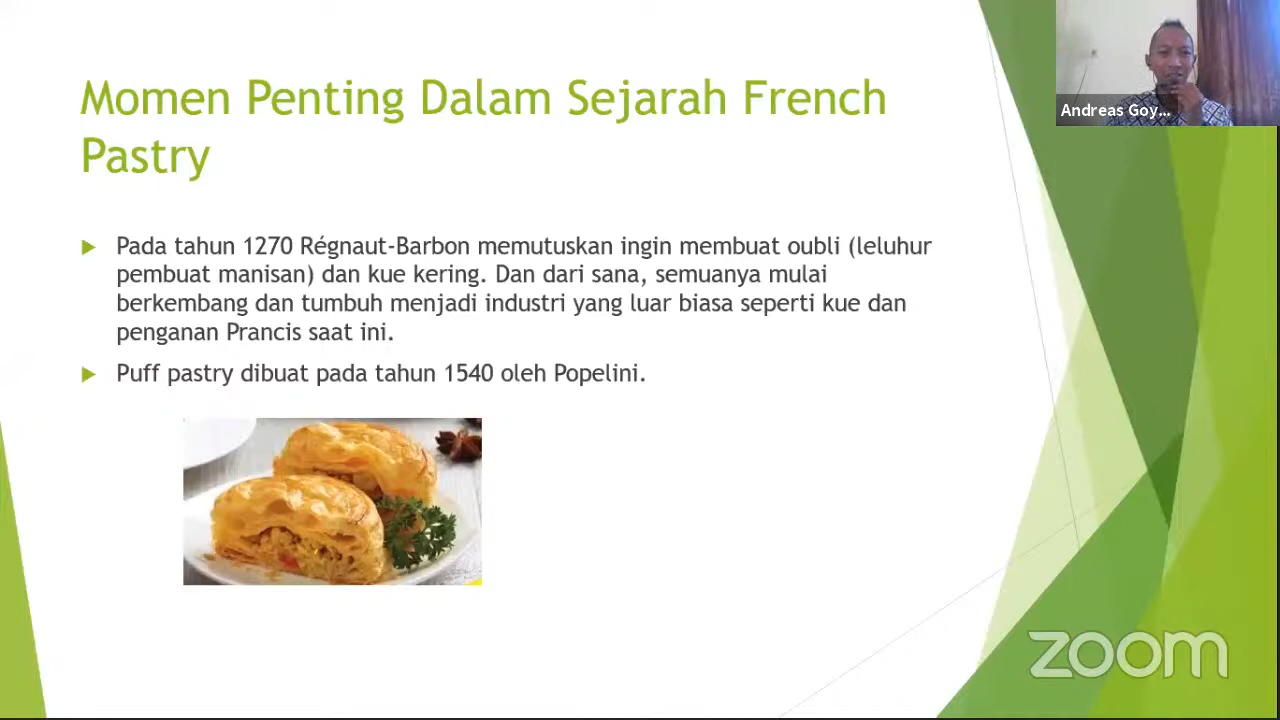 Momen Penting Dalam Sejarah French
Pastry
Pada tahun 1270 Régnaut-Barbon memutuskan ingin membuat oubli (leluhur
pembuat manisan) dan kue kering. Dan dari sana, semuanya mulai
berkembang dan tumbuh menjadi industri yang luar biasa seperti kue dan
penganan Prancis saat ini.
Puff pastry dibuat pada tahun 1540 oleh Popelini.
Andreas Goy...
zoom